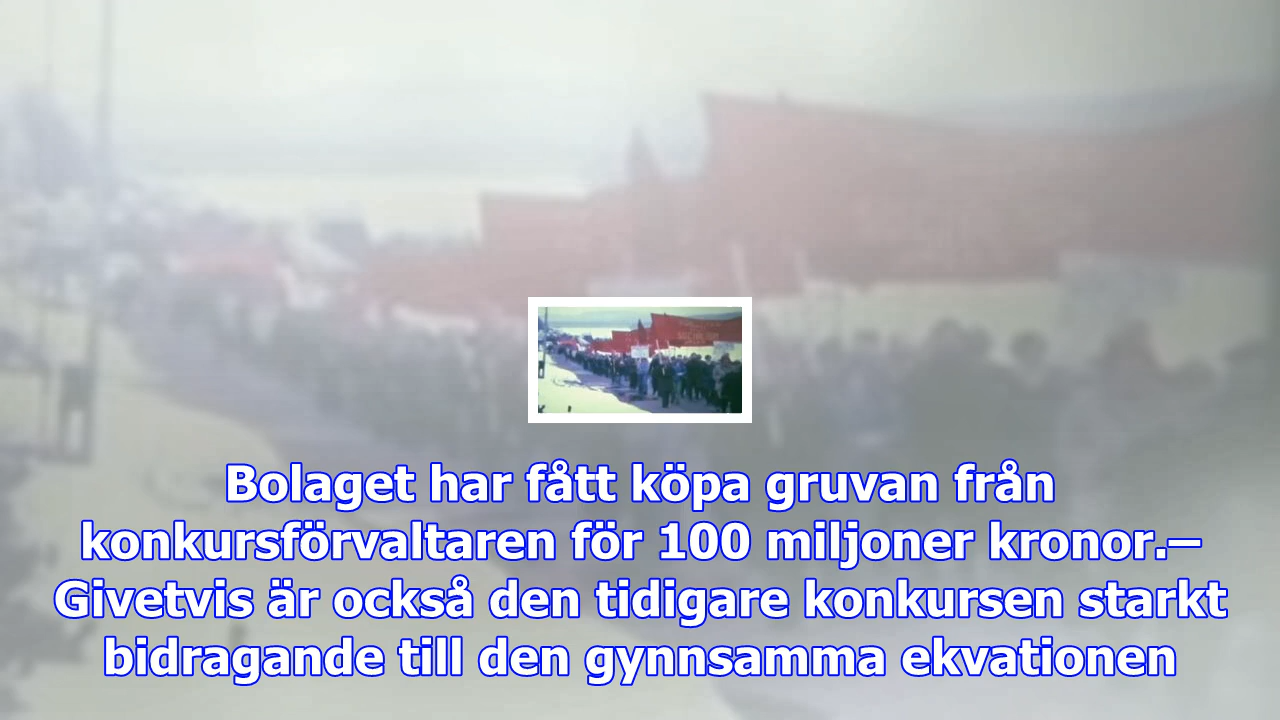 Bolaget har fått köpa gruvan från
konkursförvaltaren för 100 miljoner kronor.–
Givetvis är också den tidigare konkursen starkt
bidragande till den gynnsamma ekvationen